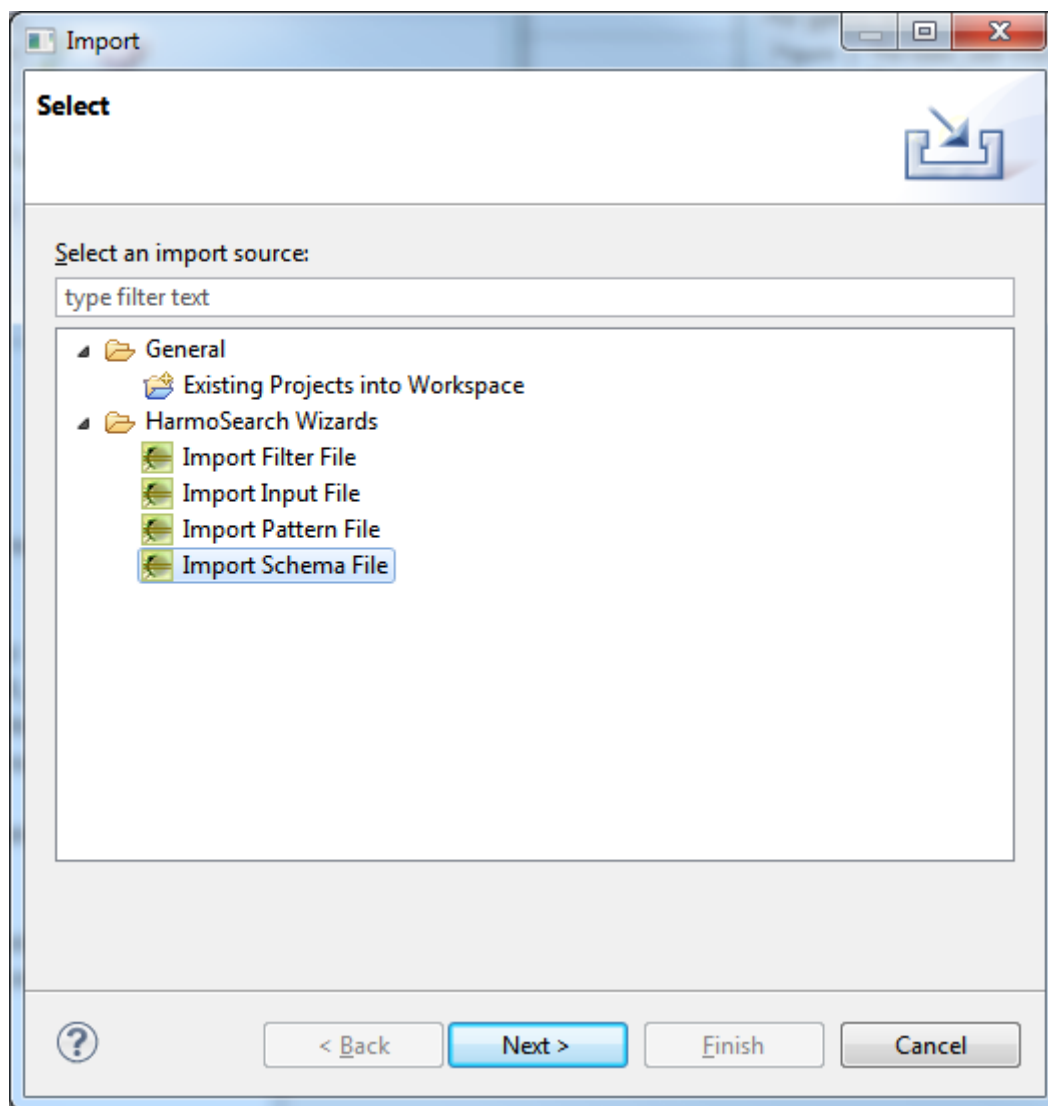 Import
Select
Select an import source:
type filter text
General
Existing Projects into Workspace
HarmoSearch Wizards
Import Filter File
Import Input File
Import Pattern File
Import Schema File
? < Back Next > Finish Cancel